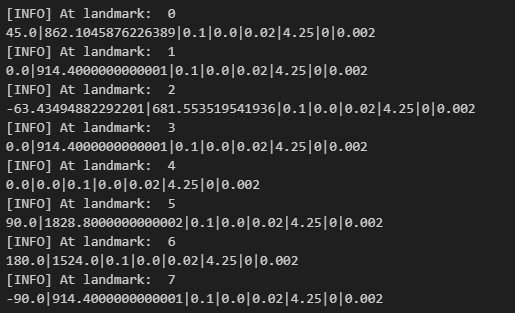 [INFO] At landmark:  0
45.0|862.1045876226389|0.1|0.0|0.02|4.25|0|0.002
[INFO] At landmark:  1
0.0|914.4000000000001|0.1|0.0|0.02|4.25|0|0.002
[INFO] At landmark:  2
-63.43494882292201|681.553519541936|0.1|0.0|0.02|4.25|0|0.002
[INFO] At landmark:  3
0.0|914.4000000000001|0.1|0.0|0.02|4.25|0|0.002
[INFO] At landmark:  4
0.0|0.0|0.1|0.0|0.02|4.25|0|0.002
[INFO] At landmark:  5
90.0|1828.8000000000002|0.1|0.0|0.02|4.25|0|0.002
[INFO] At landmark:  6
180.0|1524.0|0.1|0.0|0.02|4.25|0|0.002
[INFO] At landmark:  7
-90.0|914.4000000000001|0.1|0.0|0.02|4.25|0|0.002